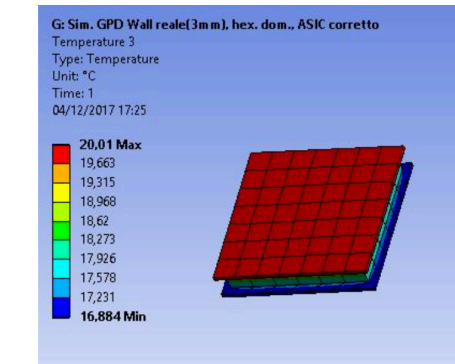 G: Sim. GPD Wall reale(3mm), hex. dom., ASIC corretto
Temperature 3
Type: Temperature
Unit: °C
Time: 1
04/12/2017 17:25
20,01 Max
19,663
19,315
18,968
18,62
18,273
17,926
17,578
17,231
16,884 Min